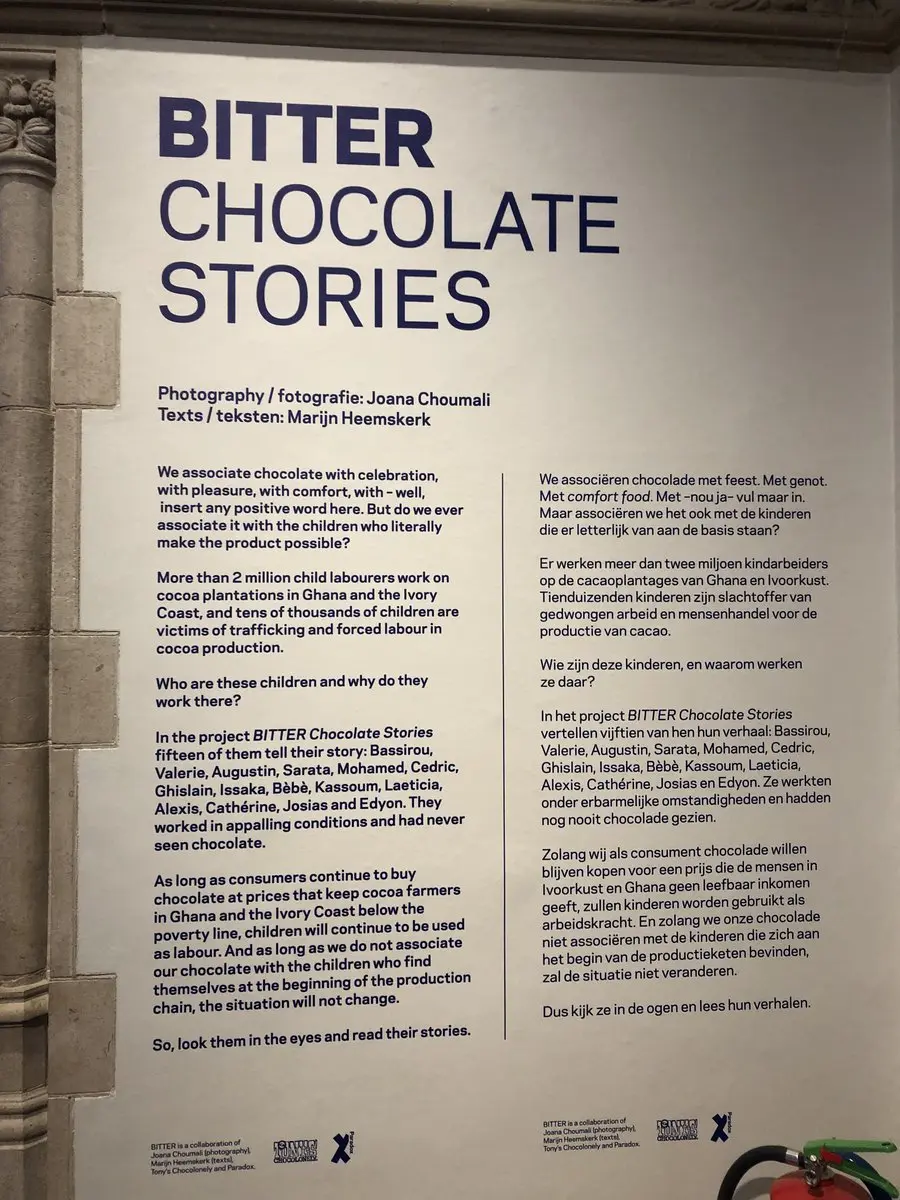 BITTER
CHOCOLATE
STORIES
Photography / fotografie: Joana Choumali
Texts / teksten: Marijn Heemskerk
We associate chocolate with celebration,
with pleasure, with comfort, with – well,
insert any positive word here. But do we ever
associate it with the children who literally
make the product possible?
More than 2 million child labourers work on
cocoa plantations in Ghana and the Ivory
Coast, and tens of thousands of children are
victims of trafficking and forced labour in
cocoa production.
Who are these children and why do they
work there?
In the project BITTER Chocolate Stories
fifteen of them tell their story: Bassirou,
Valerie, Augustin, Sarata, Mohamed, Cedric,
Ghislain, Issaka, Bèbè, Kassoum, Laeticia,
Alexis, Cathérine, Josias and Edyon. They
worked in appalling conditions and had never
seen chocolate.
As long as consumers continue to buy
chocolate at prices that keep cocoa farmers
in Ghana and the Ivory Coast below the
poverty line, children will continue to be used
as labour. And as long as we do not associate
our chocolate with the children who find
themselves at the beginning of the production
chain, the situation will not change.
So, look them in the eyes and read their stories.
BITTER is a collaboration of
Joana Choumali (photography),
Marijn Heemskerk (texts),
Tony's Chocolonely and Paradox.
TONY'S
CHOCOLONELY
Paradox
We associëren chocolade met feest. Met genot.
Met comfort food. Met –nou ja– vul maar in.
Maar associëren we het ook met de kinderen
die er letterlijk van aan de basis staan?
Er werken meer dan twee miljoen kindarbeiders
op de cacaoplantages van Ghana en Ivoorkust.
Tienduizenden kinderen zijn slachtoffer van
gedwongen arbeid en mensenhandel voor de
productie van cacao.
Wie zijn deze kinderen, en waarom werken
ze daar?
In het project BITTER Chocolate Stories
vertellen vijftien van hen hun verhaal: Bassirou,
Valerie, Augustin, Sarata, Mohamed, Cedric,
Ghislain, Issaka, Bèbè, Kassoum, Laeticia,
Alexis, Cathérine, Josias en Edyon. Ze werkten
onder erbarmelijke omstandigheden en hadden
nog nooit chocolade gezien.
Zolang wij als consument chocolade willen
blijven kopen voor een prijs die de mensen in
Ivoorkust en Ghana geen leefbaar inkomen
geeft, zullen kinderen worden gebruikt als
arbeidskracht. En zolang we onze chocolade
niet associëren met de kinderen die zich aan
het begin van de productieketen bevinden,
zal de situatie niet veranderen.
Dus kijk ze in de ogen en lees hun verhalen.
BITTER is a collaboration of
Joana Choumali (photography),
Marijn Heemskerk (texts),
Tony's Chocolonely and Paradox.
TONY'S
CHOCOLONELY
Paradox